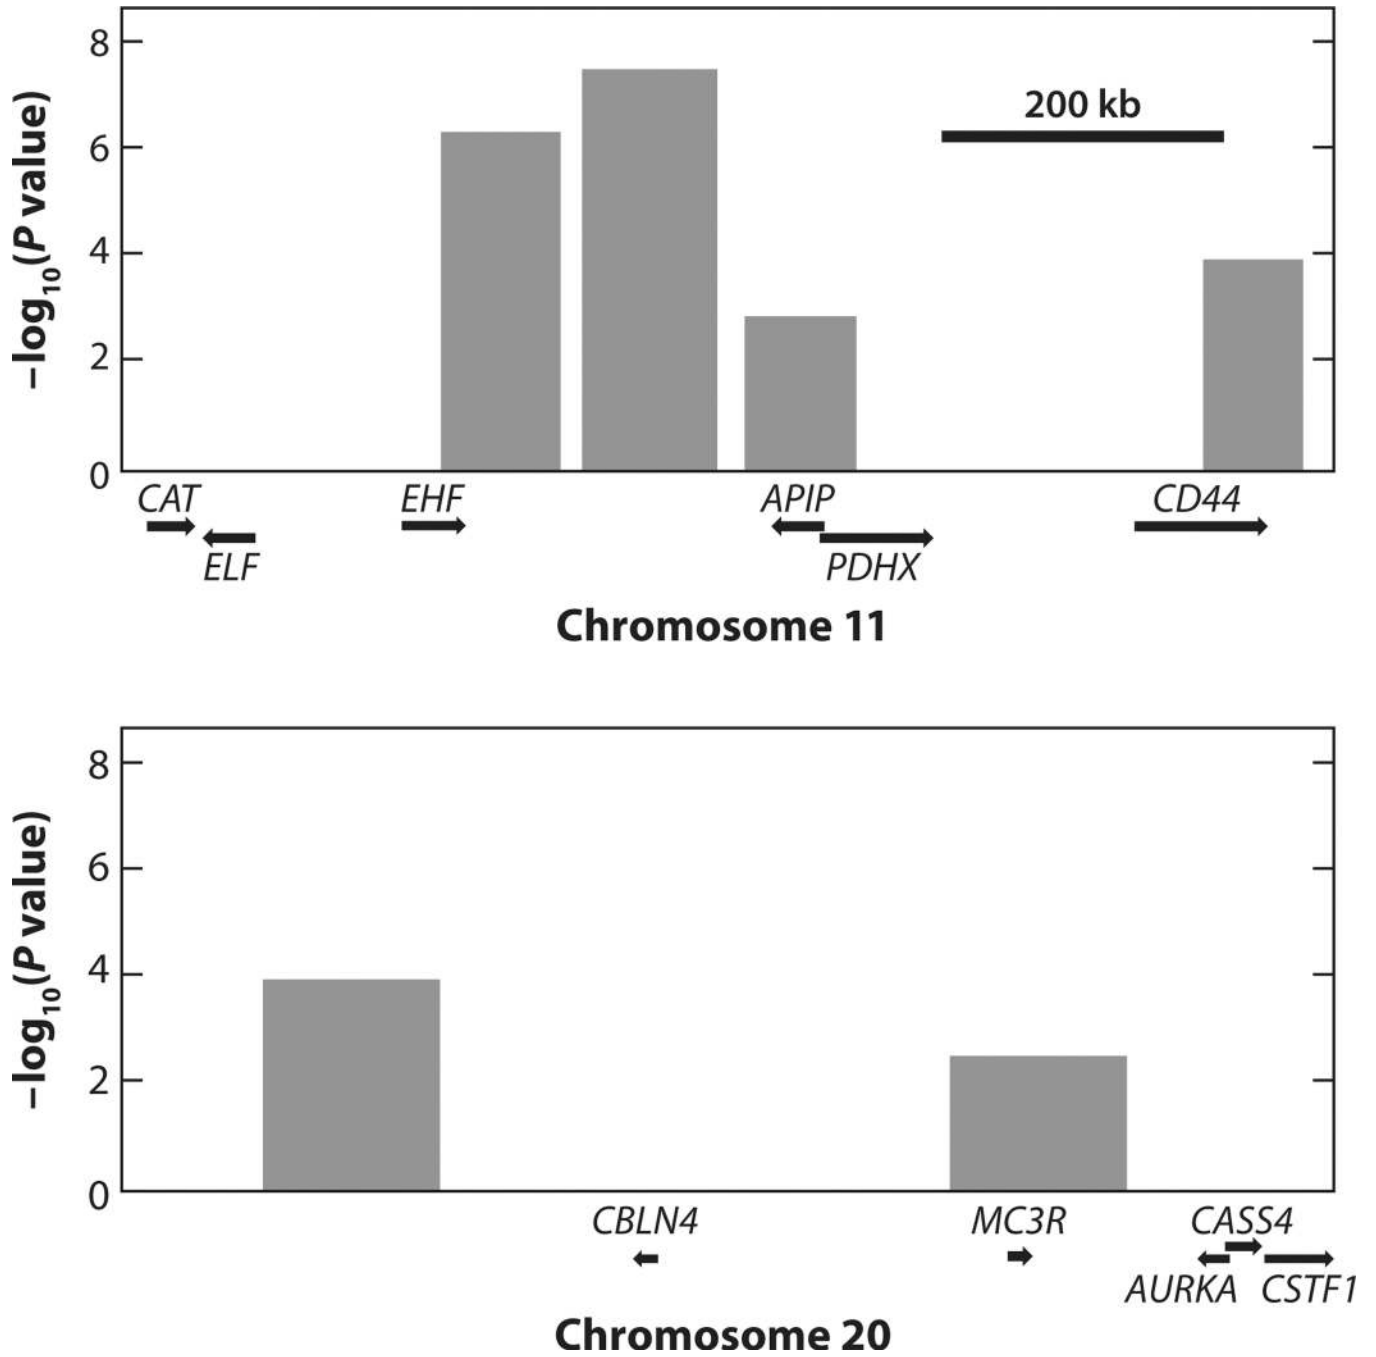 −log10(P value)
8
6
4
2
0
200 kb
CAT
EHF
APIP
CD44
ELF
PDHX
Chromosome 11
−log10(P value)
8
6
4
2
0
CBLN4
MC3R
CASS4
AURKA
CSTF1
Chromosome 20